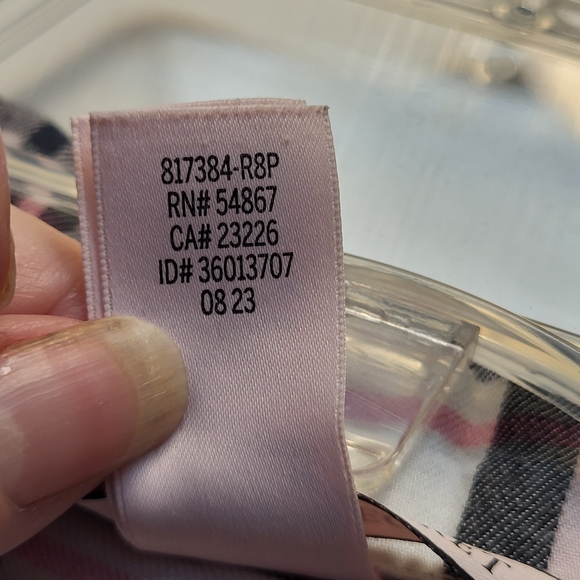 817384-R8P
RN# 54867
CA# 23226
ID# 36013707
08 23